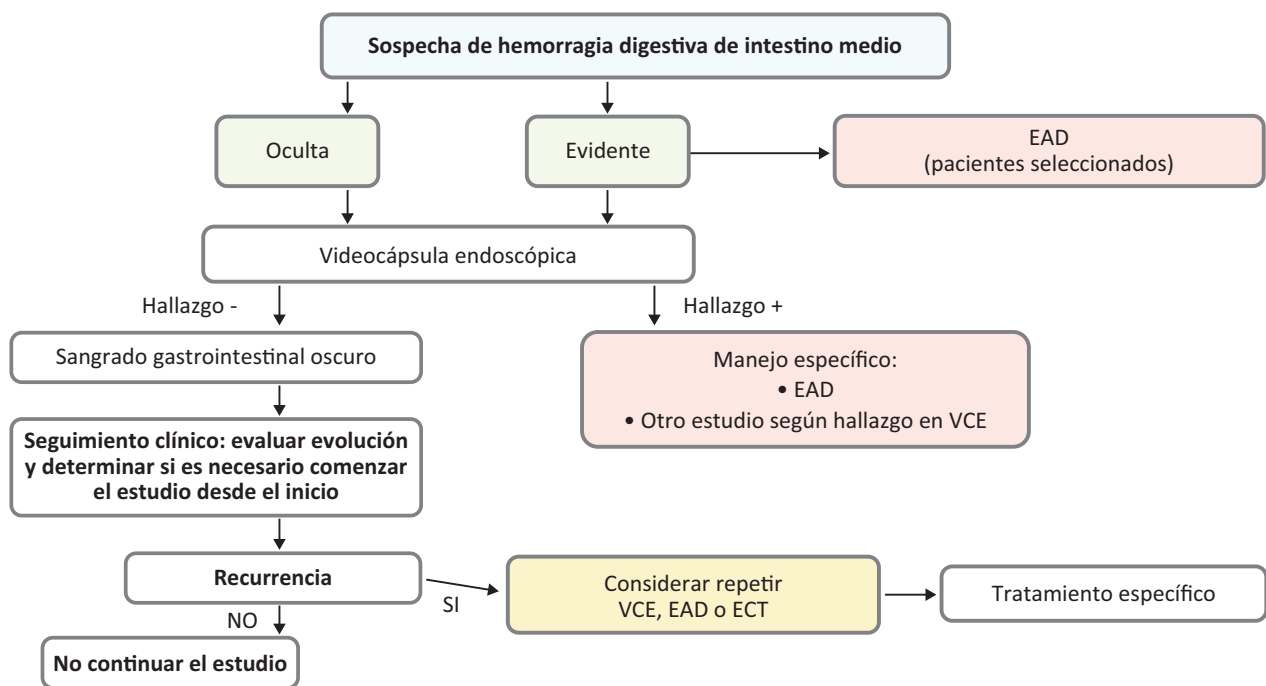 Sospecha de hemorragia digestiva de intestino medio
Oculta
Evidente
EAD
(pacientes seleccionados)
Videocápsula endoscópica
Hallazgo -
Hallazgo +
Sangrado gastrointestinal oscuro
Manejo específico:
• EAD
• Otro estudio según hallazgo en VCE
Seguimiento clínico: evaluar evolución
y determinar si es necesario comenzar
el estudio desde el inicio
Recurrencia
SI
Considerar repetir
VCE, EAD o ECT
Tratamiento específico
NO
No continuar el estudio